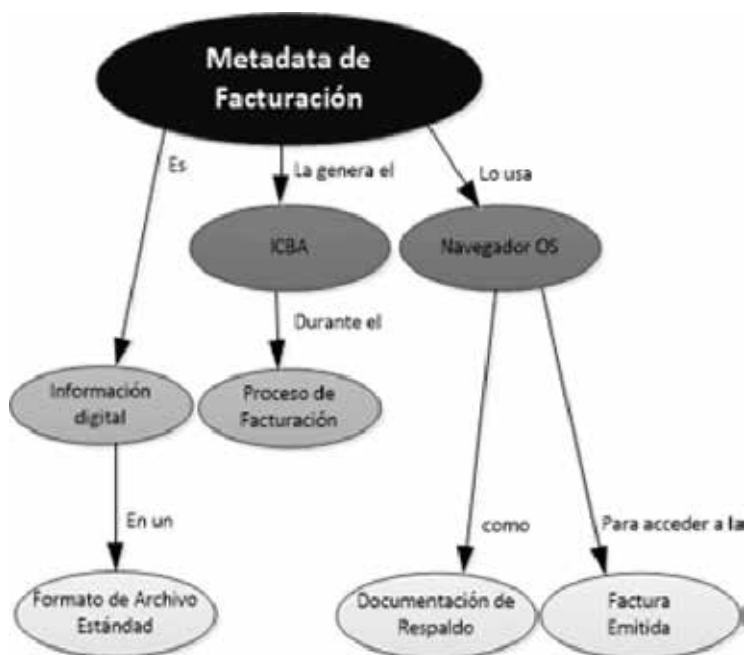 Metadata de
Facturación
Es
La genera el
Lo usa
ICBA
Navegador OS
Durante el
Información
digital
Proceso de
Facturación
En un
como
Para acceder a la
Formato de Archivo
Estándad
Documentación de
Respaldo
Factura
Emitida